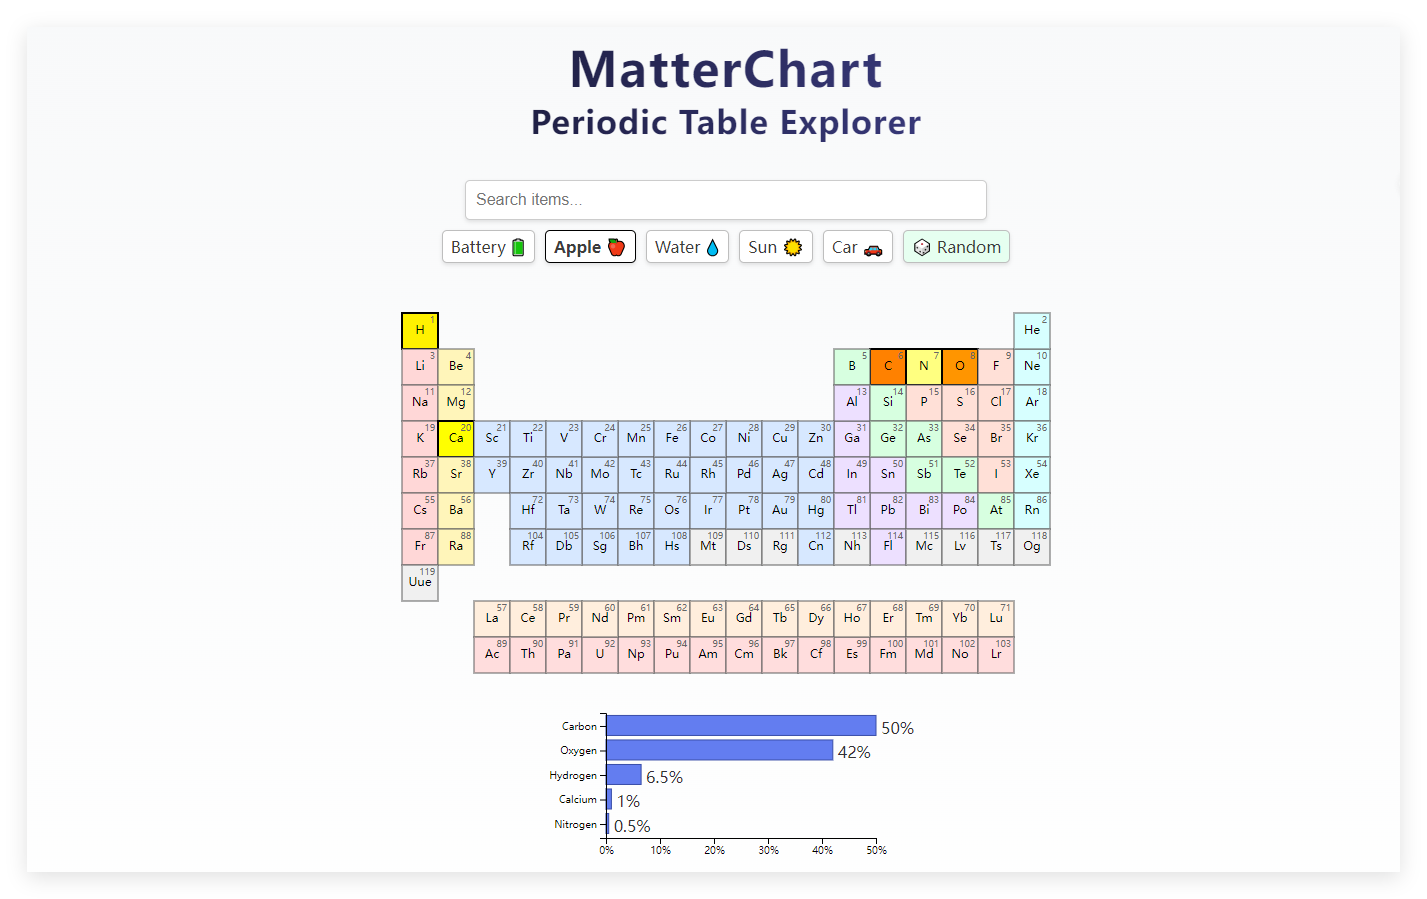 MatterChart
Periodic Table Explorer
Search items...
Battery Apple Water Sun Car Random
H 1 He 2
Li 3 Be 4 B 5 C 6 N 7 O 8 F 9 Ne 10
Na 11 Mg 12 Al 13 Si 14 P 15 S 16 Cl 17 Ar 18
K 19 Ca 20 Sc 21 Ti 22 V 23 Cr 24 Mn 25 Fe 26 Co 27 Ni 28 Cu 29 Zn 30 Ga 31 Ge 32 As 33 Se 34 Br 35 Kr 36
Rb 37 Sr 38 Y 39 Zr 40 Nb 41 Mo 42 Tc 43 Ru 44 Rh 45 Pd 46 Ag 47 Cd 48 In 49 Sn 50 Sb 51 Te 52 I 53 Xe 54
Cs 55 Ba 56 Hf 72 Ta 73 W 74 Re 75 Os 76 Ir 77 Pt 78 Au 79 Hg 80 Tl 81 Pb 82 Bi 83 Po 84 At 85 Rn 86
Fr 87 Ra 88 Rf 104 Db 105 Sg 106 Bh 107 Hs 108 Mt 109 Ds 110 Rg 111 Cn 112 Nh 113 Fl 114 Mc 115 Lv 116 Ts 117 Og 118
Uue 119
La 57 Ce 58 Pr 59 Nd 60 Pm 61 Sm 62 Eu 63 Gd 64 Tb 65 Dy 66 Ho 67 Er 68 Tm 69 Yb 70 Lu 71
Ac 89 Th 90 Pa 91 U 92 Np 93 Pu 94 Am 95 Cm 96 Bk 97 Cf 98 Es 99 Fm 100 Md 101 No 102 Lr 103
Carbon 50%
Oxygen 42%
Hydrogen 6.5%
Calcium 1%
Nitrogen 0.5%
0% 10% 20% 30% 40% 50%